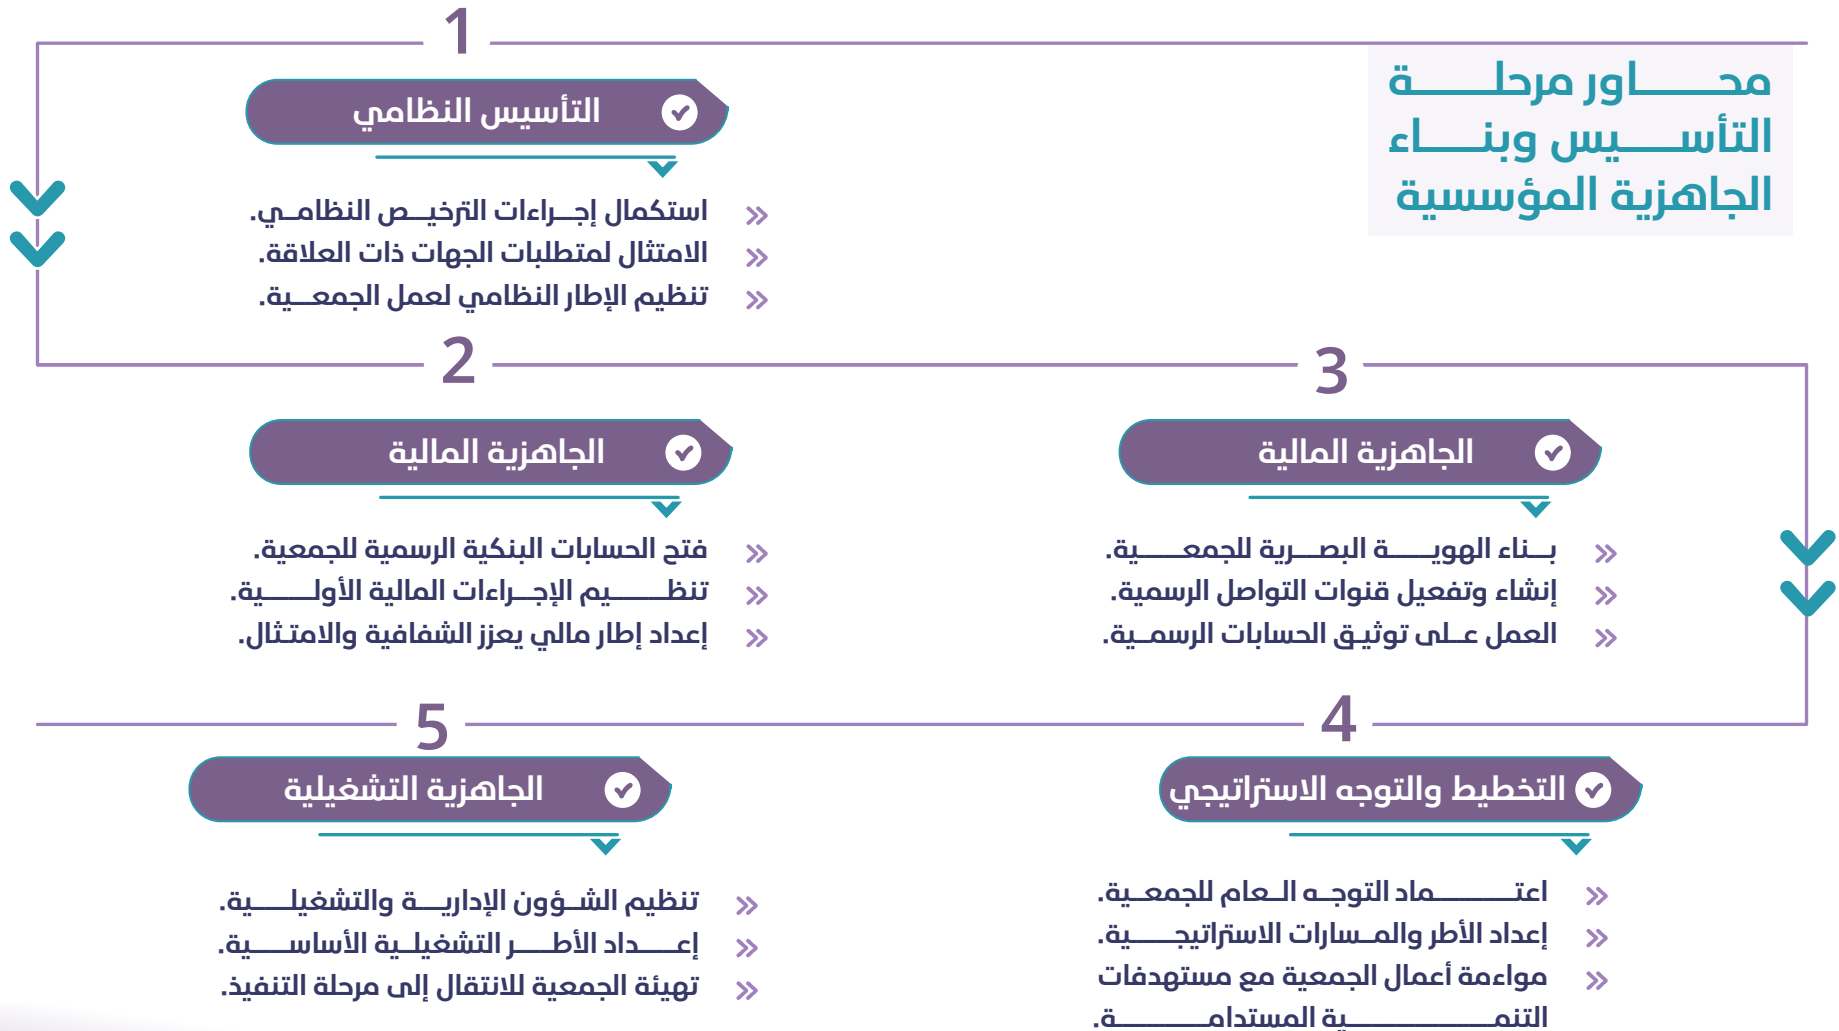 محاور مرحلة
التأسيس وبناء
الجاهزية المؤسسية
1
التأسيس النظامي
استكمال إجراءات الترخيص النظامي.
الامتثال لمتطلبات الجهات ذات العلاقة.
تنظيم الإطار النظامي لعمل الجمعية.
2
الجاهزية المالية
فتح الحسابات البنكية الرسمية للجمعية.
تنظيم الإجراءات المالية الأولية.
إعداد إطار مالي يعزز الشفافية والامتثال.
3
الجاهزية المالية
بناء الهوية البصرية للجمعية.
إنشاء وتفعيل قنوات التواصل الرسمية.
العمل على توثيق الحسابات الرسمية.
4
التخطيط والتوجه الاستراتيجي
اعتماد التوجه العام للجمعية.
إعداد الأطر والمسارات الاستراتيجية.
مواءمة أعمال الجمعية مع مستهدفات
التنمية المستدامة.
5
الجاهزية التشغيلية
تنظيم الشؤون الإدارية والتشغيلية.
إعداد الأطر التشغيلية الأساسية.
تهيئة الجمعية للانتقال إلى مرحلة التنفيذ.